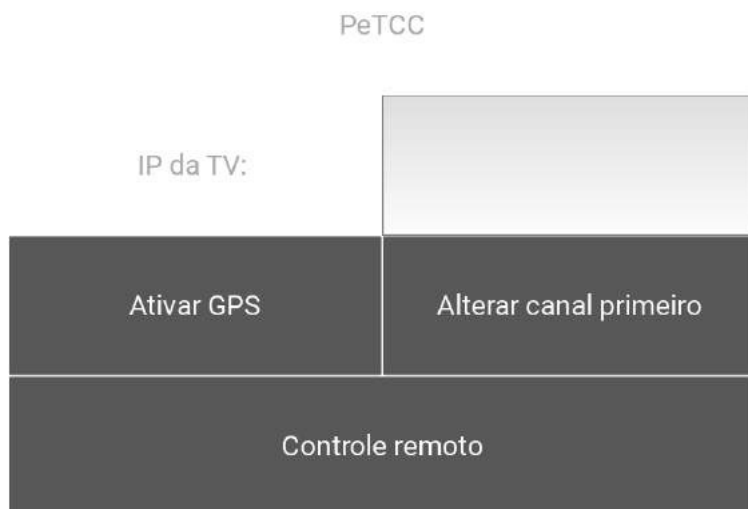 PeTCC
IP da TV:
Ativar GPS
Alterar canal primeiro
Controle remoto